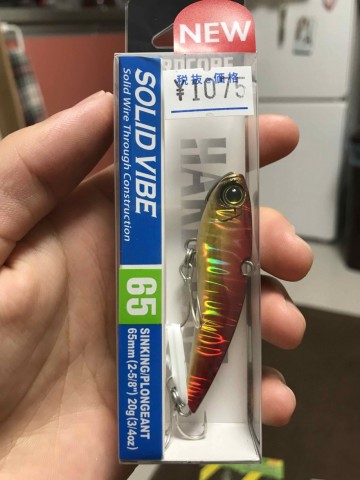 NEW
HARDCORE
税抜 価格
¥1075
SOLID VIBE
Solid Wire Through Construction
65
SINKING/PLONGEANT
65mm (2-5/8") 20g (3/4oz)